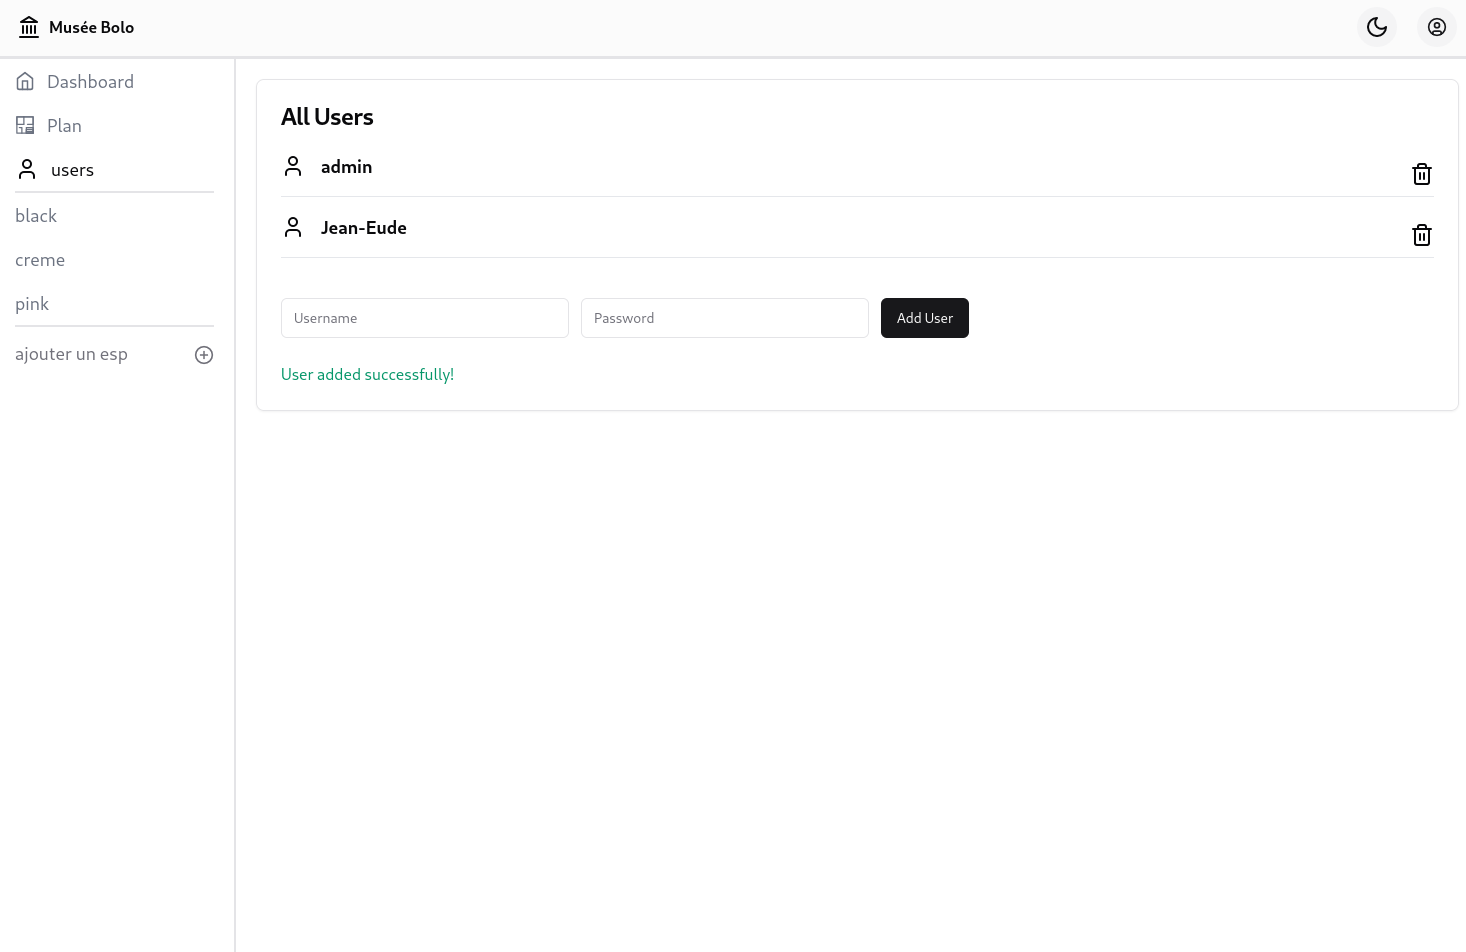 Musée Bolo
Dashboard
Plan
users
black
creme
pink
ajouter un esp
All Users
admin
Jean-Eude
Username
Password
Add User
User added successfully!